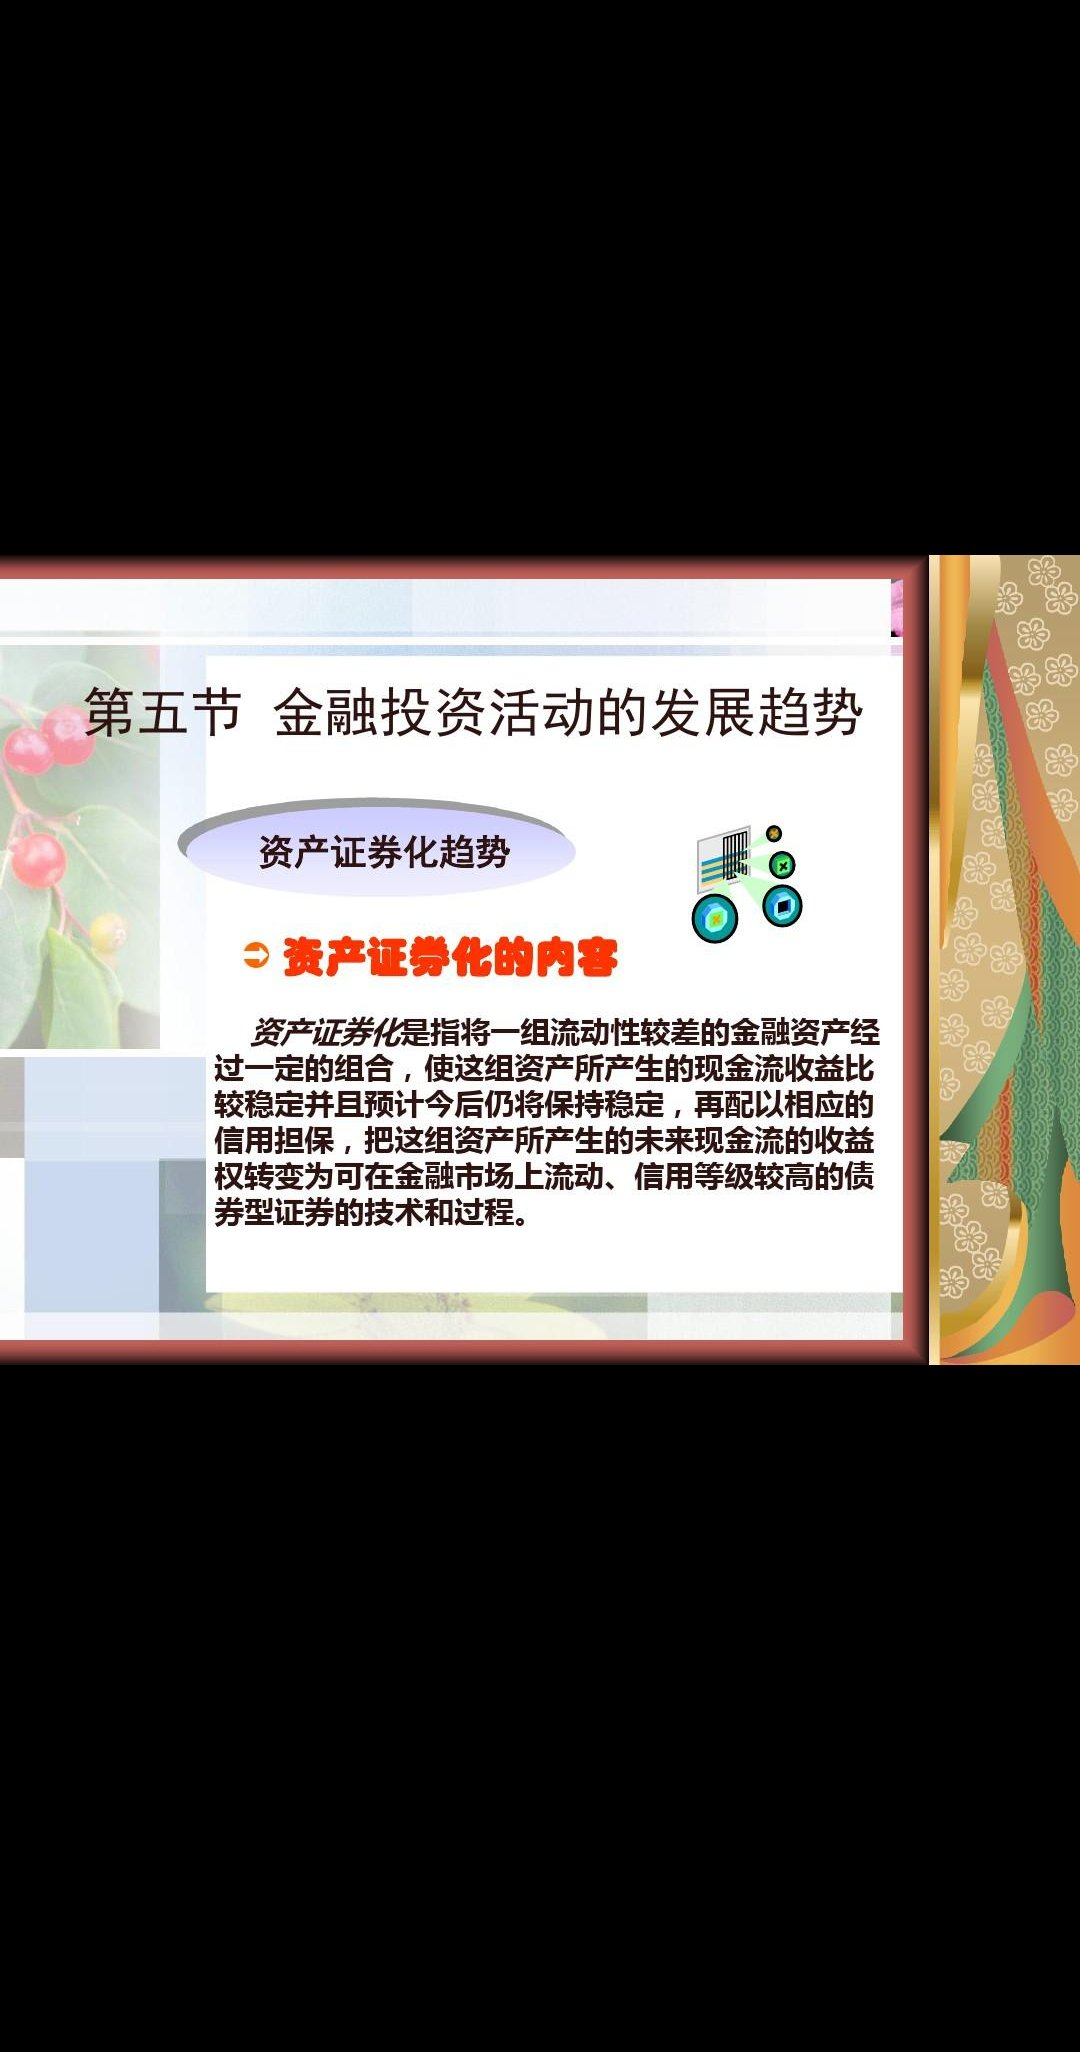 第五节 金融投资活动的发展趋势
资产证券化趋势
资产证券化的内容
资产证券化是指将一组流动性较差的金融资产经
过一定的组合，使这组资产所产生的现金流收益比
较稳定并且预计今后仍将保持稳定，再配以相应的
信用担保，把这组资产所产生的未来现金流的收益
权转变为可在金融市场上流动、信用等级较高的债
券型证券的技术和过程。